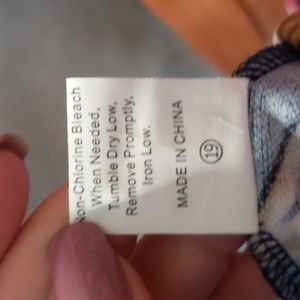 Non-Chlorine Bleach
When Needed,
Tumble Dry Low,
Remove Promptly,
Iron Low.
MADE IN CHINA
19